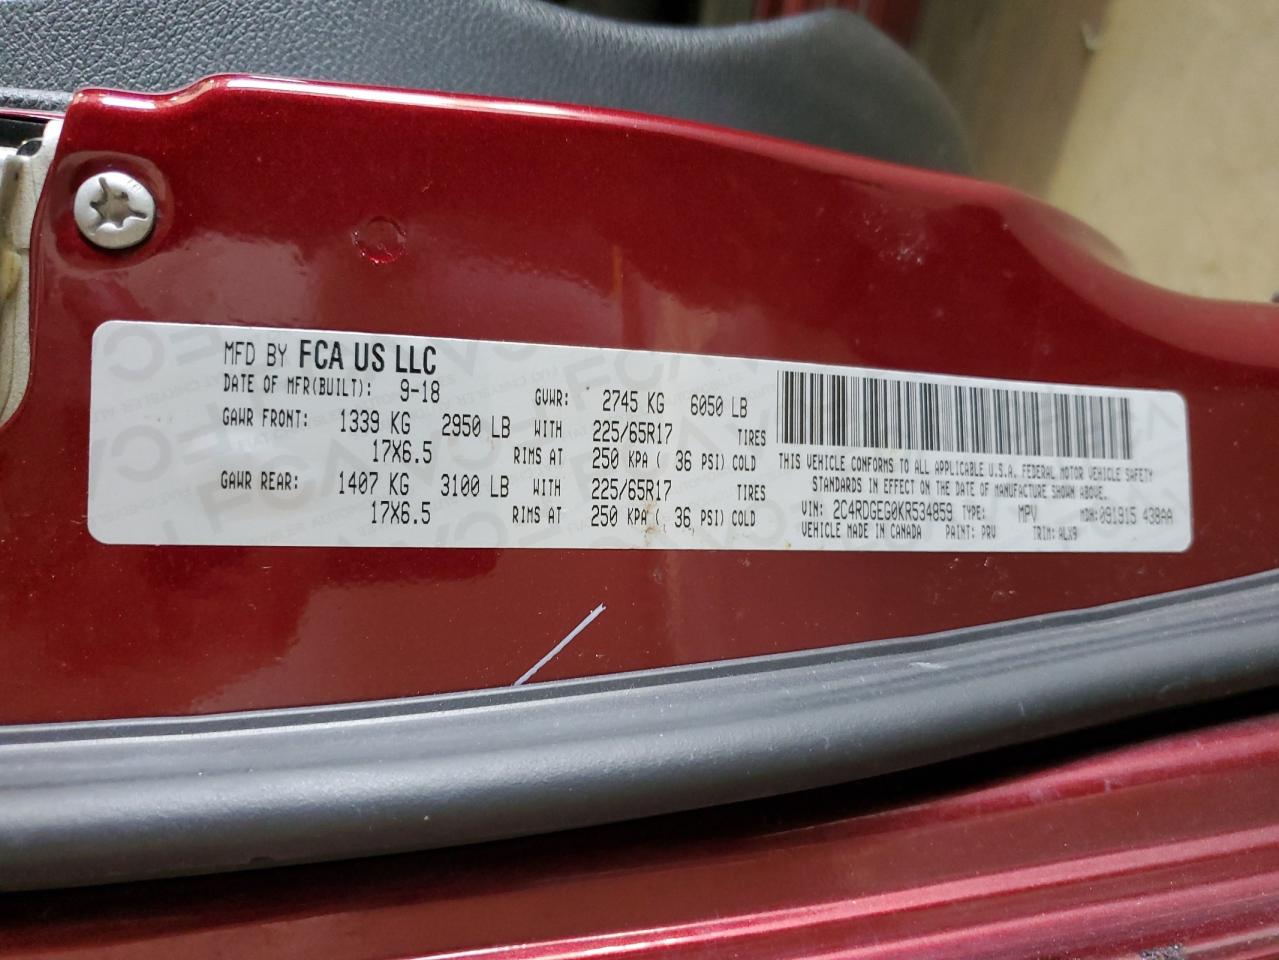 MFD BY FCA US LLC
DATE OF MFR(BUILT): 9-18 GVWR: 2745 KG 6050 LB
GAWR FRONT: 1339 KG 2950 LB WITH 225/65R17 TIRES
17X6.5 RIMS AT 250 KPA ( 36 PSI) COLD
GAWR REAR: 1407 KG 3100 LB WITH 225/65R17 TIRES
17X6.5 RIMS AT 250 KPA ( 36 PSI) COLD
THIS VEHICLE CONFORMS TO ALL APPLICABLE U.S.A. FEDERAL MOTOR VEHICLE SAFETY
STANDARDS IN EFFECT ON THE DATE OF MANUFACTURE SHOWN ABOVE.
VIN: 2C4RDGEG0KR534859 TYPE: MPV MDH:091915 438AA
VEHICLE MADE IN CANADA PAINT: PRV TRIM: ALX9